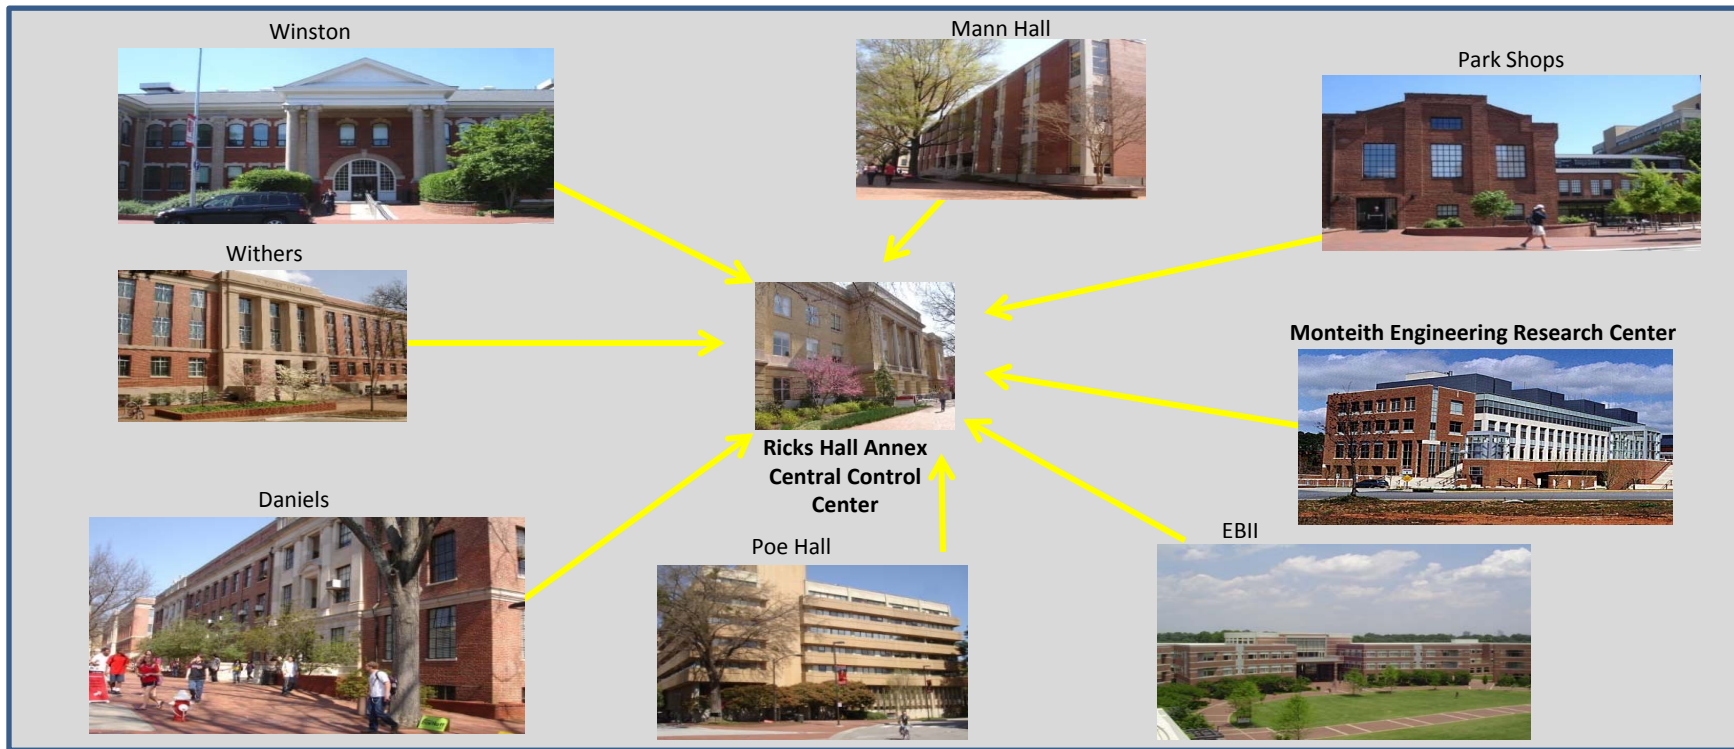 Winston
Mann Hall
Park Shops
Withers
Monteith Engineering Research Center
Ricks Hall Annex
Central Control
Center
Daniels
Poe Hall
EBII